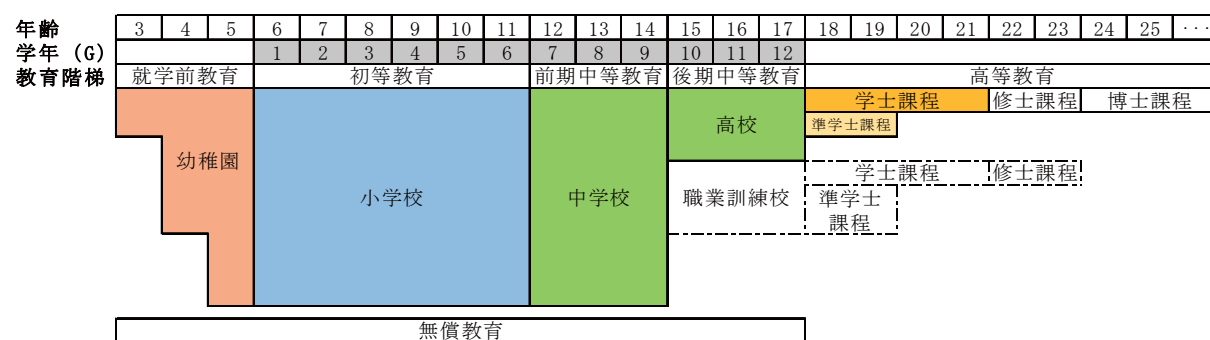 年齢 3 4 5 6 7 8 9 10 11 12 13 14 15 16 17 18 19 20 21 22 23 24 25 ···
学年 (G) 1 2 3 4 5 6 7 8 9 10 11 12
教育階梯 就学前教育 初等教育 前期中等教育 後期中等教育 高等教育
学士課程 修士課程 博士課程
高校 準学士課程
幼稚園
学士課程 修士課程
小学校 中学校 職業訓練校 準学士
課程
無償教育